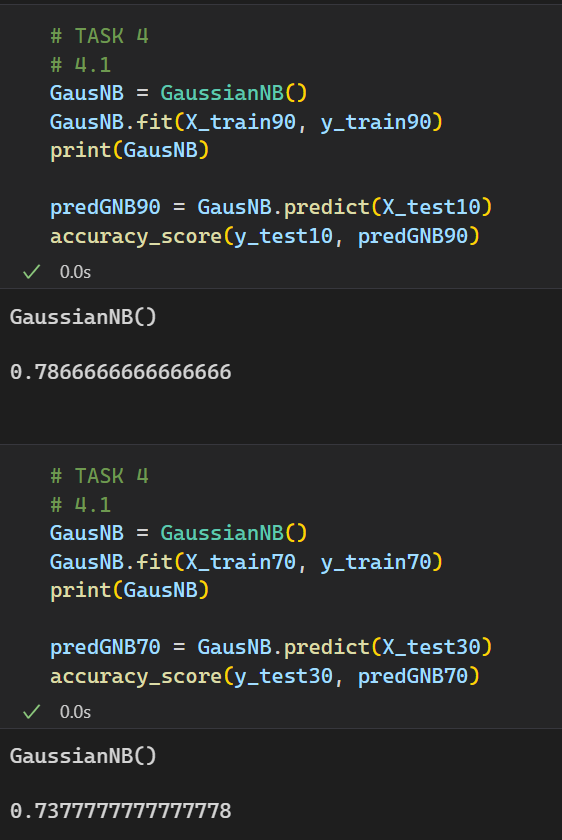 # TASK 4
# 4.1
GausNB = GaussianNB()
GausNB.fit(X_train90, y_train90)
print(GausNB)
predGNB90 = GausNB.predict(X_test10)
accuracy_score(y_test10, predGNB90)
0.0s
GaussianNB()
0.7866666666666666
# TASK 4
# 4.1
GausNB = GaussianNB()
GausNB.fit(X_train70, y_train70)
print(GausNB)
predGNB70 = GausNB.predict(X_test30)
accuracy_score(y_test30, predGNB70)
0.0s
GaussianNB()
0.7377777777777778